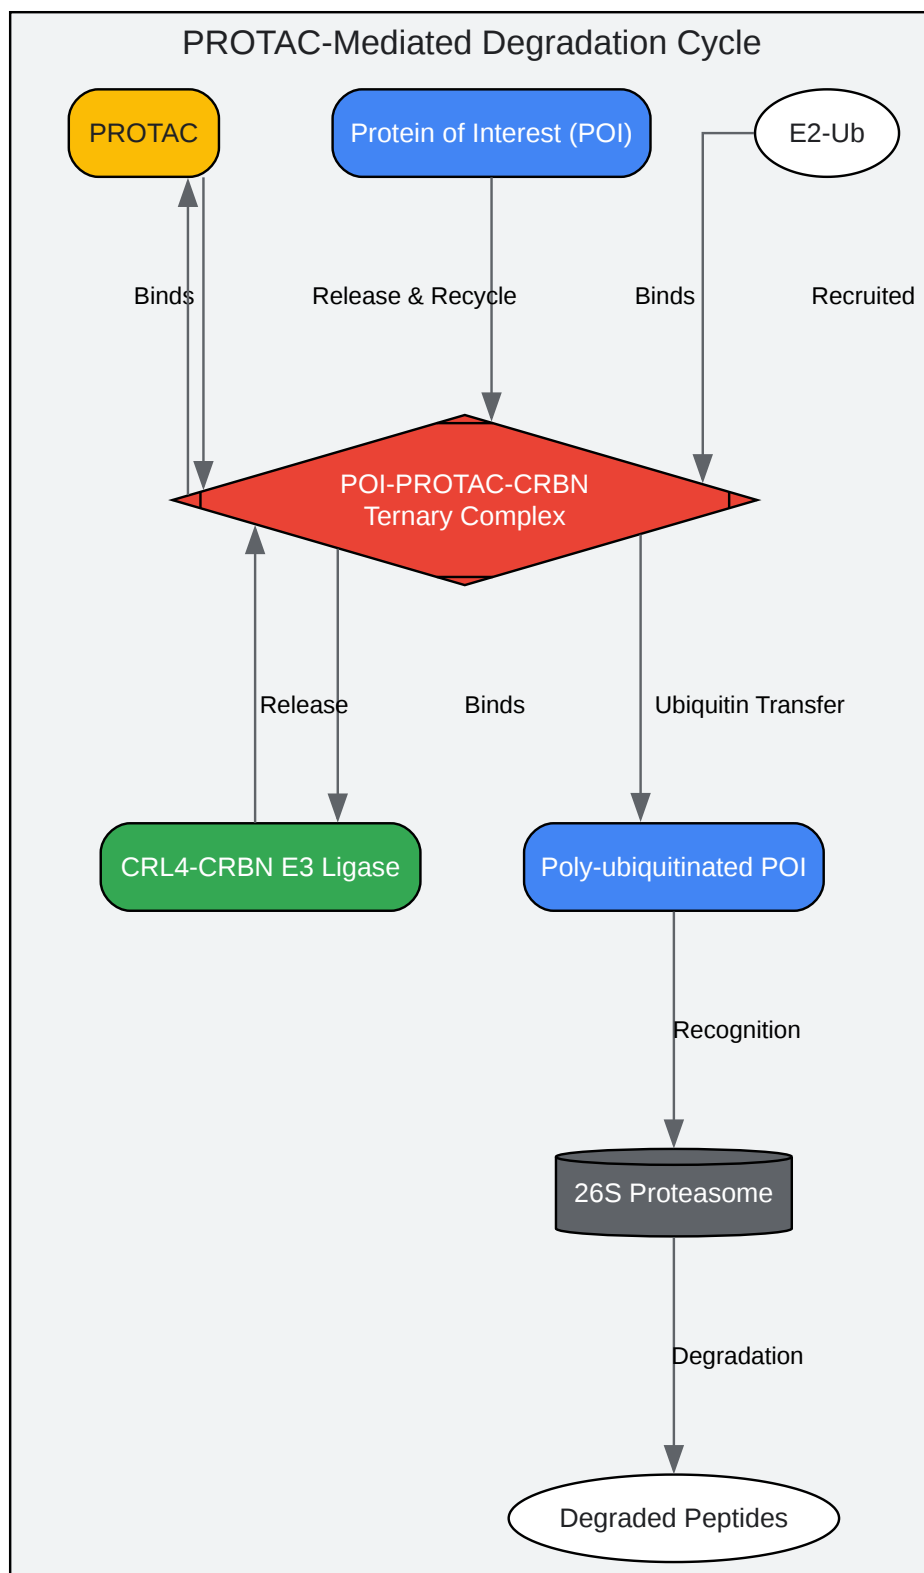 PROTAC-Mediated Degradation Cycle
PROTAC
Protein of Interest (POI)
E2-Ub
Binds
Release & Recycle
Binds
Recruited
POI-PROTAC-CRBN
Ternary Complex
Release
Binds
Ubiquitin Transfer
CRL4-CRBN E3 Ligase
Poly-ubiquitinated POI
Recognition
26S Proteasome
Degradation
Degraded Peptides